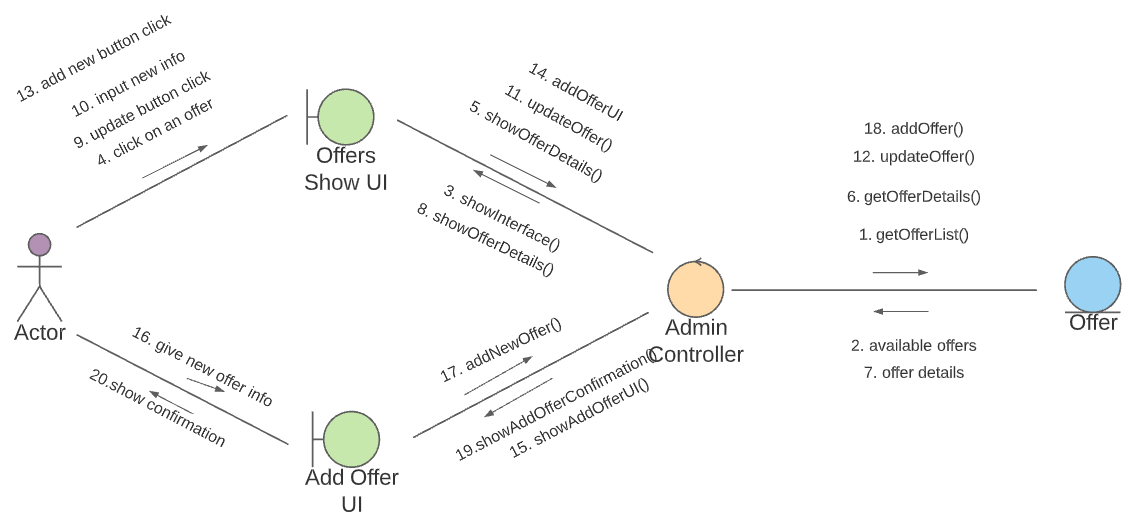 13. add new button click
10. input new info
9. update button click
4. click on an offer
Offers
Show UI
14. addOfferUI
11. updateOffer()
5. showOfferDetails()
3. showInterface()
8. showOfferDetails()
18. addOffer()
12. updateOffer()
6. getOfferDetails()
1. getOfferList()
Actor
Admin
Controller
Offer
2. available offers
7. offer details
16. give new offer info
20.show confirmation
17. addNewOffer()
19.showAddOfferConfirmation()
15. showAddOfferUI()
Add Offer
UI